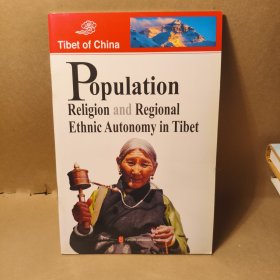 Tibet of China
Population
Religion and Regional
Ethnic Autonomy in Tibet